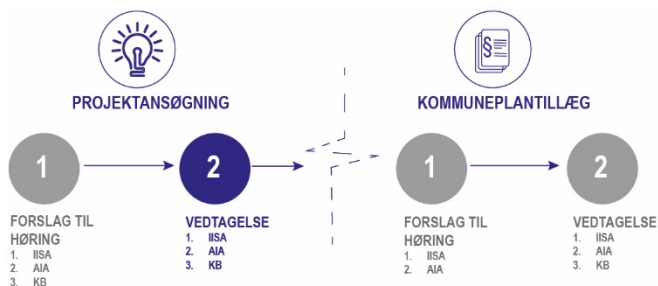 §
PROJEKTANSØGNING
KOMMUNEPLANTILLÆG
1
2
1
2
FORSLAG TIL
HØRING
1. IISA
2. AIA
3. KB
VEDTAGELSE
1. IISA
2. AIA
3. KB
FORSLAG TIL
HØRING
1. IISA
2. AIA
VEDTAGELSE
1. IISA
2. AIA
3. KB